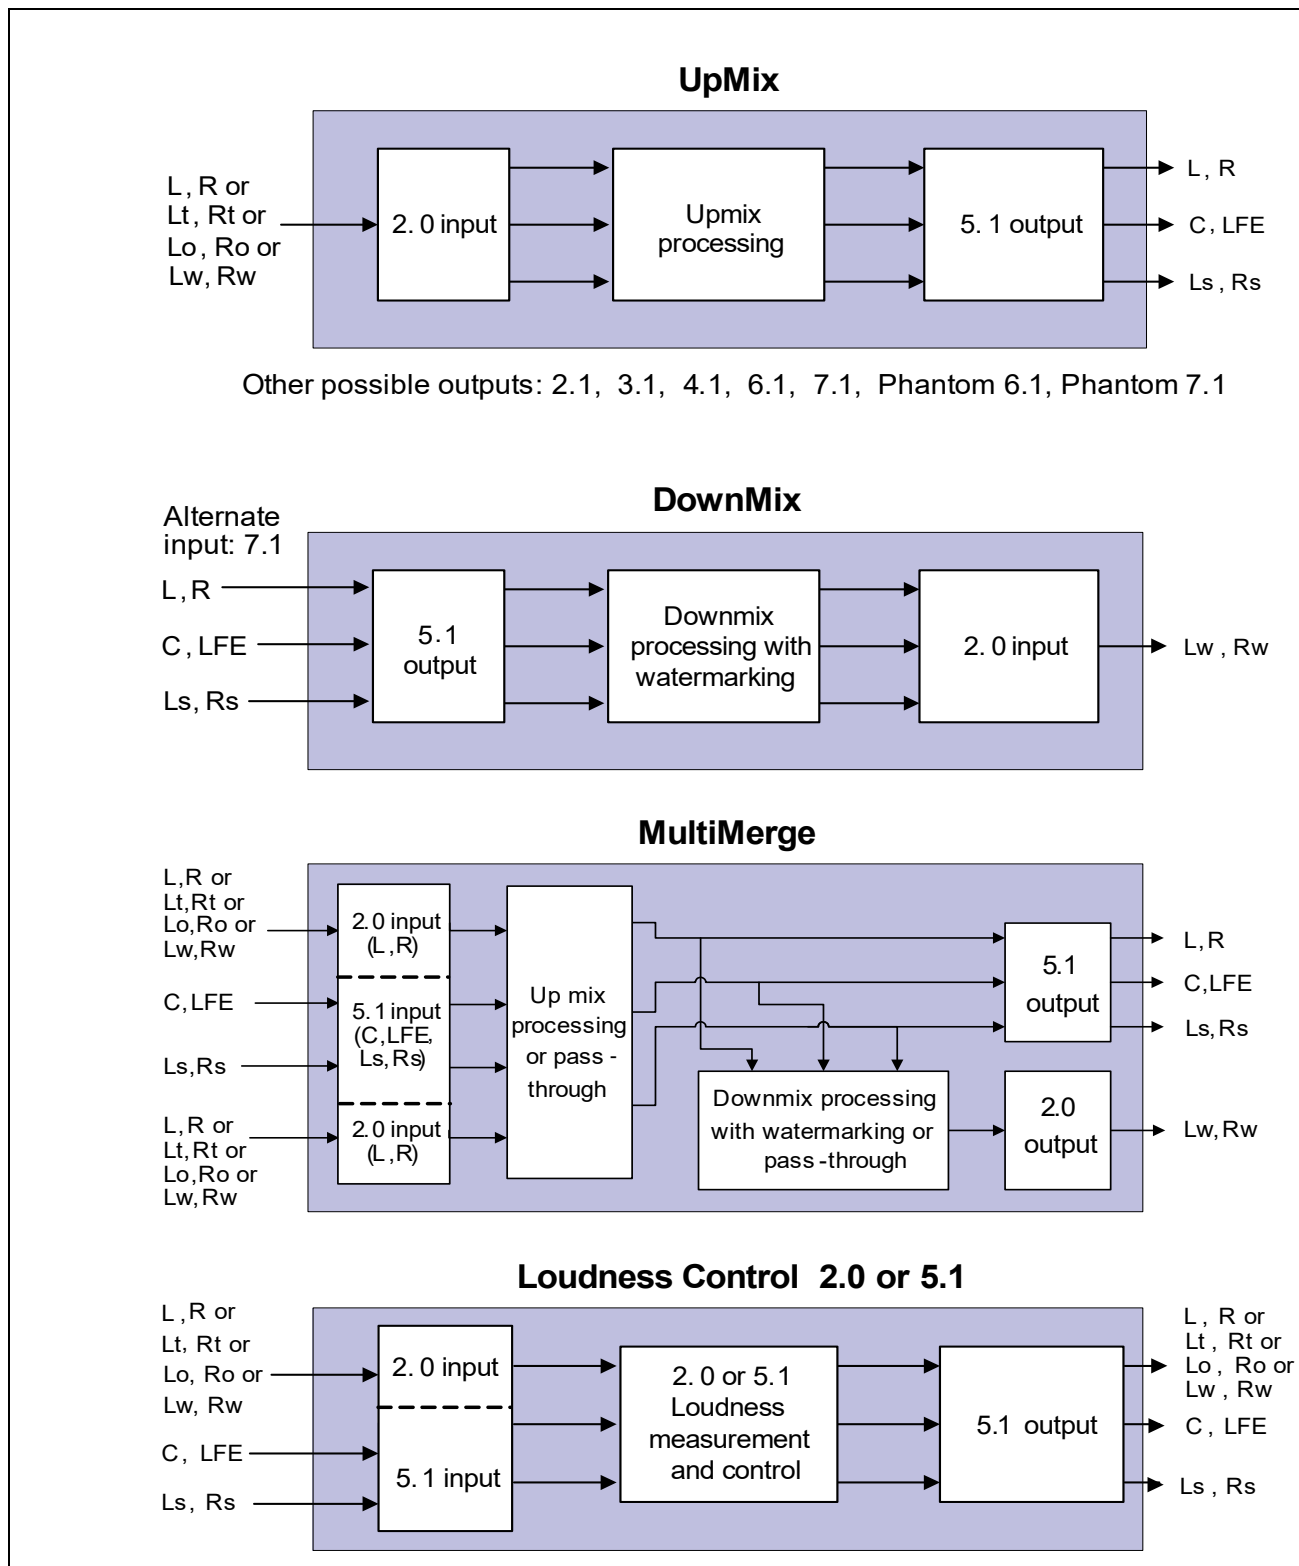 UpMix
L, R or
Lt, Rt or
Lo, Ro or
Lw, Rw
2.0 input
Upmix
processing
5.1 output
L, R
C, LFE
Ls, Rs
Other possible outputs: 2.1, 3.1, 4.1, 6.1, 7.1, Phantom 6.1, Phantom 7.1
DownMix
Alternate
input: 7.1
L, R
C, LFE
Ls, Rs
5.1
output
Downmix
processing with
watermarking
2.0 input
Lw, Rw
MultiMerge
L,R or
Lt,Rt or
Lo,Ro or
Lw,Rw
C,LFE
Ls,Rs
L,R or
Lt,Rt or
Lo,Ro or
Lw,Rw
2.0 input
(L,R)
5.1 input
(C,LFE,
Ls,Rs)
2.0 input
(L,R)
Up mix
processing
or pass -
through
Downmix processing
with watermarking or
pass -through
5.1
output
2.0
output
L,R
C,LFE
Ls,Rs
Lw,Rw
Loudness Control 2.0 or 5.1
L ,R or
Lt, Rt or
Lo, Ro or
Lw, Rw
C, LFE
Ls, Rs
2.0 input
5.1 input
2.0 or 5.1
Loudness
measurement
and control
5.1 output
L, R or
Lt, Rt or
Lo, Ro or
Lw, Rw
C, LFE
Ls, Rs